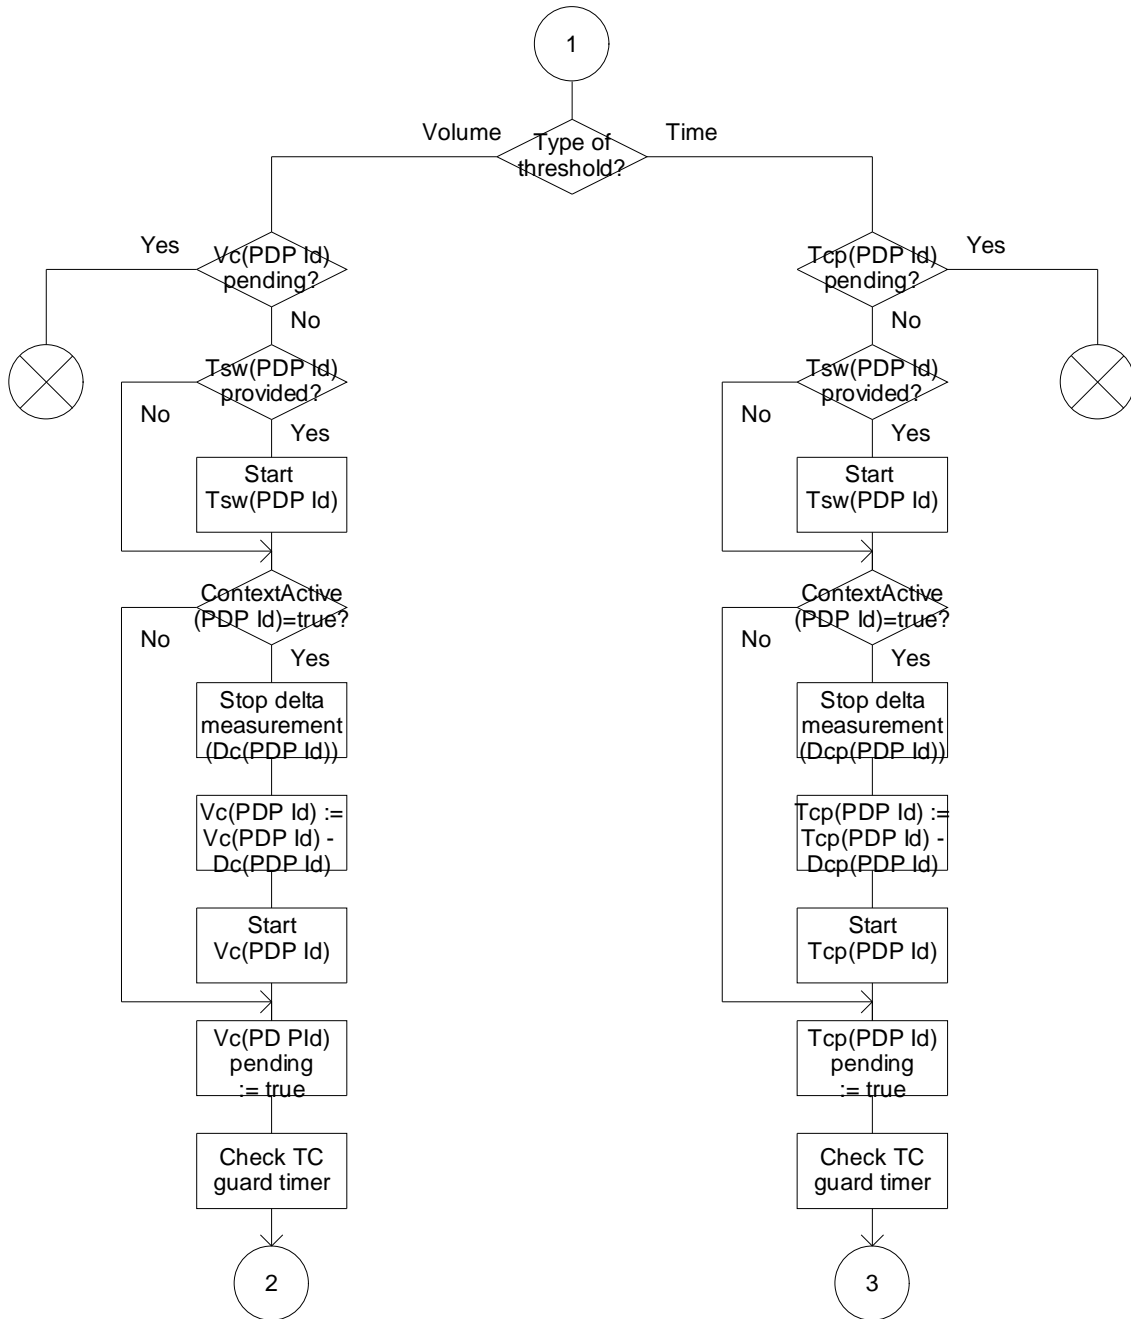 1
Volume
Type of
threshold?
Time
Yes
Vc(PDP Id)
pending?
No
Tcp(PDP Id)
pending?
Yes
No
Tsw(PDP Id)
provided?
No
Yes
Tsw(PDP Id)
provided?
No
Yes
Start
Tsw(PDP Id)
Start
Tsw(PDP Id)
ContextActive
(PDP Id)=true?
No
Yes
ContextActive
(PDP Id)=true?
No
Yes
Stop delta
measurement
(Dc(PDP Id))
Stop delta
measurement
(Dcp(PDP Id))
Vc(PDP Id) :=
Vc(PDP Id) -
Dc(PDP Id)
Tcp(PDP Id) :=
Tcp(PDP Id) -
Dcp(PDP Id)
Start
Vc(PDP Id)
Start
Tcp(PDP Id)
Vc(PD PId)
pending
:= true
Tcp(PDP Id)
pending
:= true
Check TC
guard timer
Check TC
guard timer
2
3